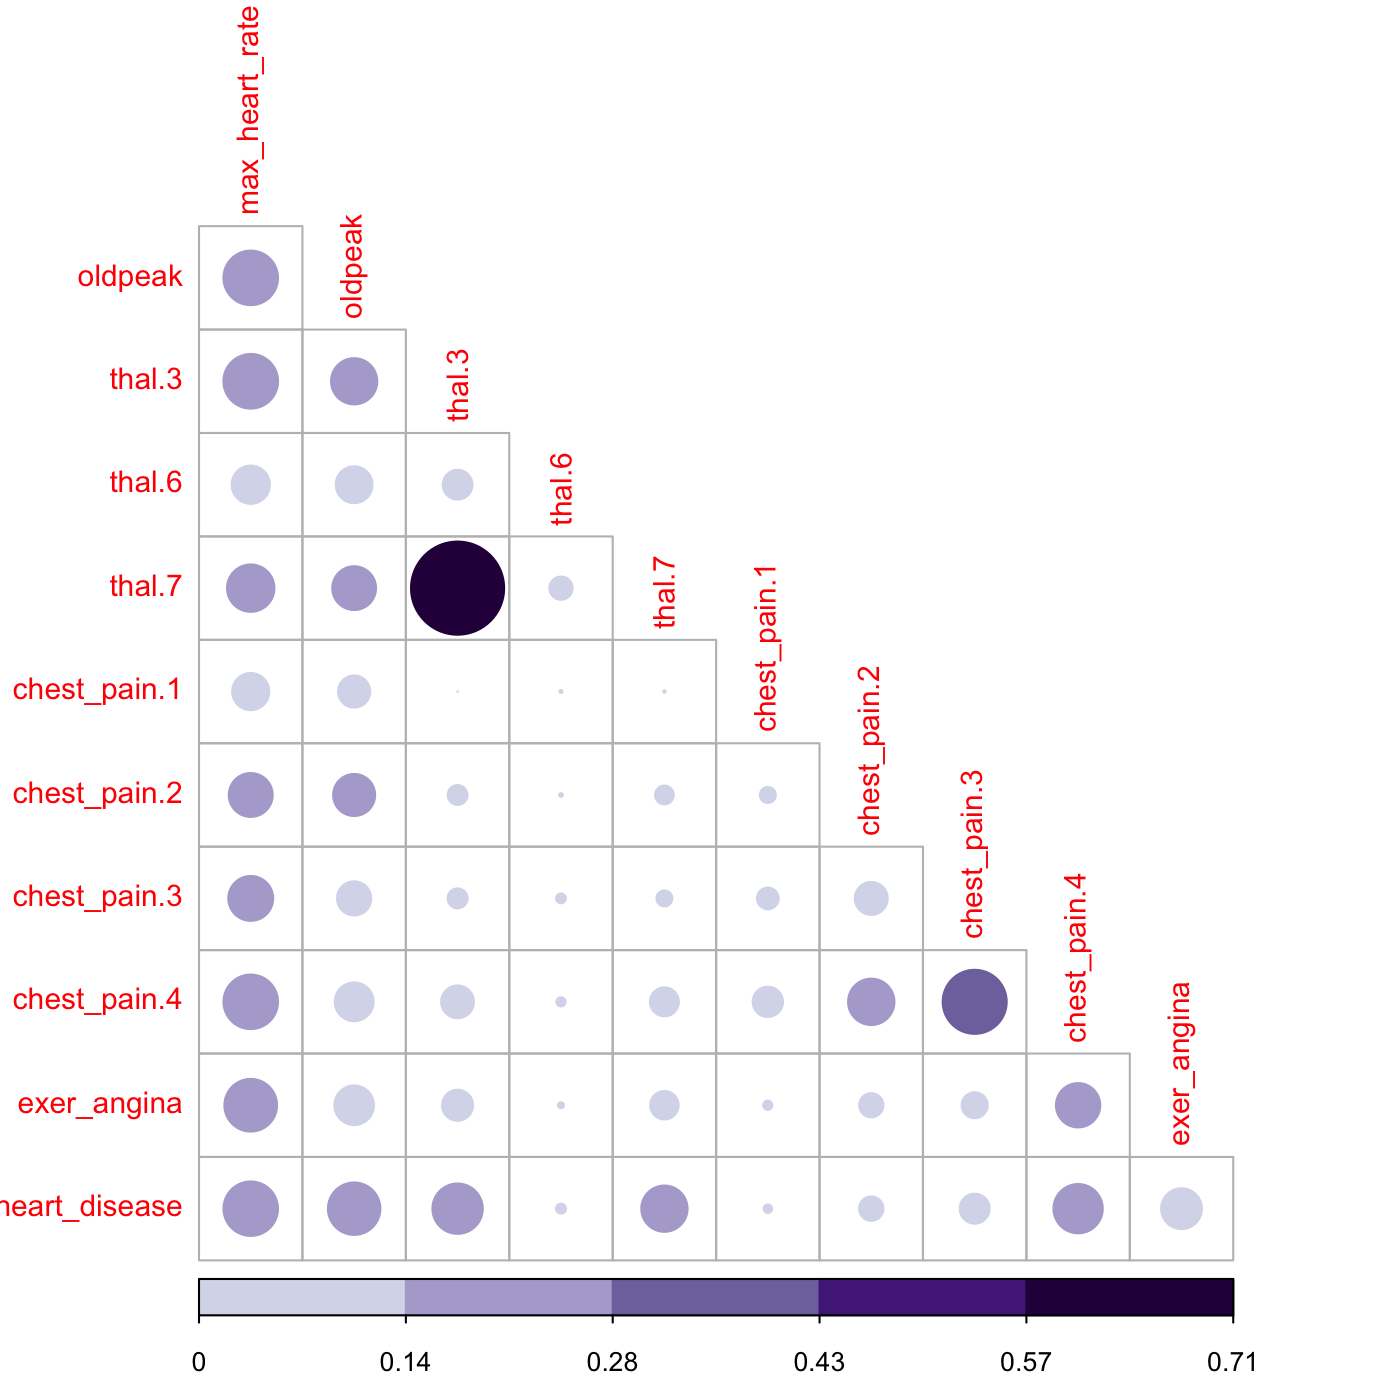 max_heart_rate
oldpeak
oldpeak
thal.3
thal.3
thal.6
thal.6
thal.7
thal.7
chest_pain.1
chest_pain.1
chest_pain.2
chest_pain.2
chest_pain.3
chest_pain.3
chest_pain.4
chest_pain.4
exer_angina
exer_angina
heart_disease
0 0.14 0.28 0.43 0.57 0.71